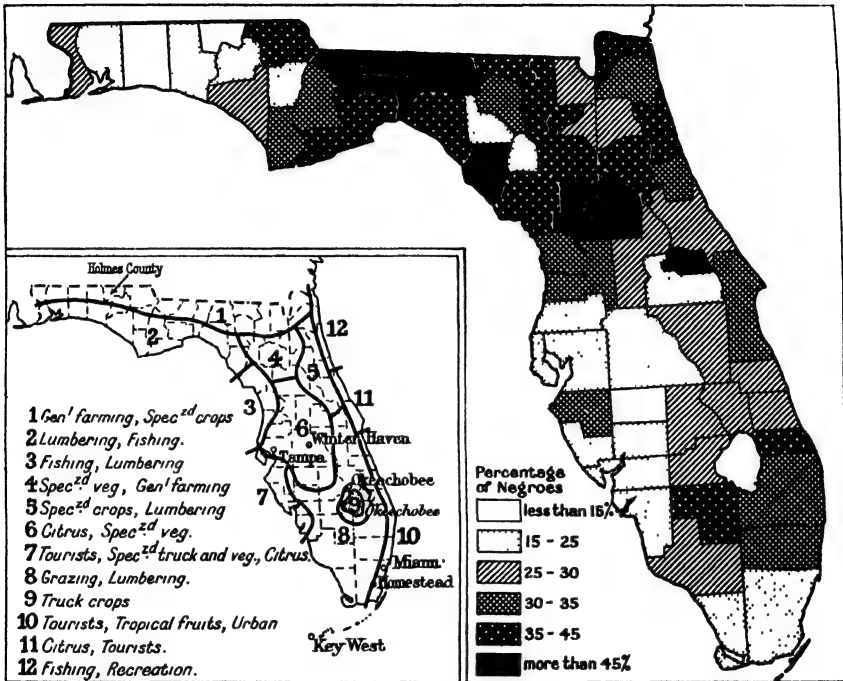 Holmes County
1
2
12
4
5
11
3
6
Winter Haven
Tampa
Okeechobee
7
9
Okeechobee
8
10
Miami
Homestead
Key West
1 Gen' farming, Spec.zd crops
2 Lumbering, Fishing.
3 Fishing, Lumbering
4 Spec.zd veg, Gen' farming
5 Spec.zd crops, Lumbering
6 Citrus, Spec.zd veg.
7 Tourists, Spec.zd truck and veg., Citrus.
8 Grazing, Lumbering.
9 Truck crops
10 Tourists, Tropical fruits, Urban
11 Citrus, Tourists.
12 Fishing, Recreation.
Percentage
of Negroes
less than 15%
15 - 25
25 - 30
30 - 35
35 - 45
more than 45%